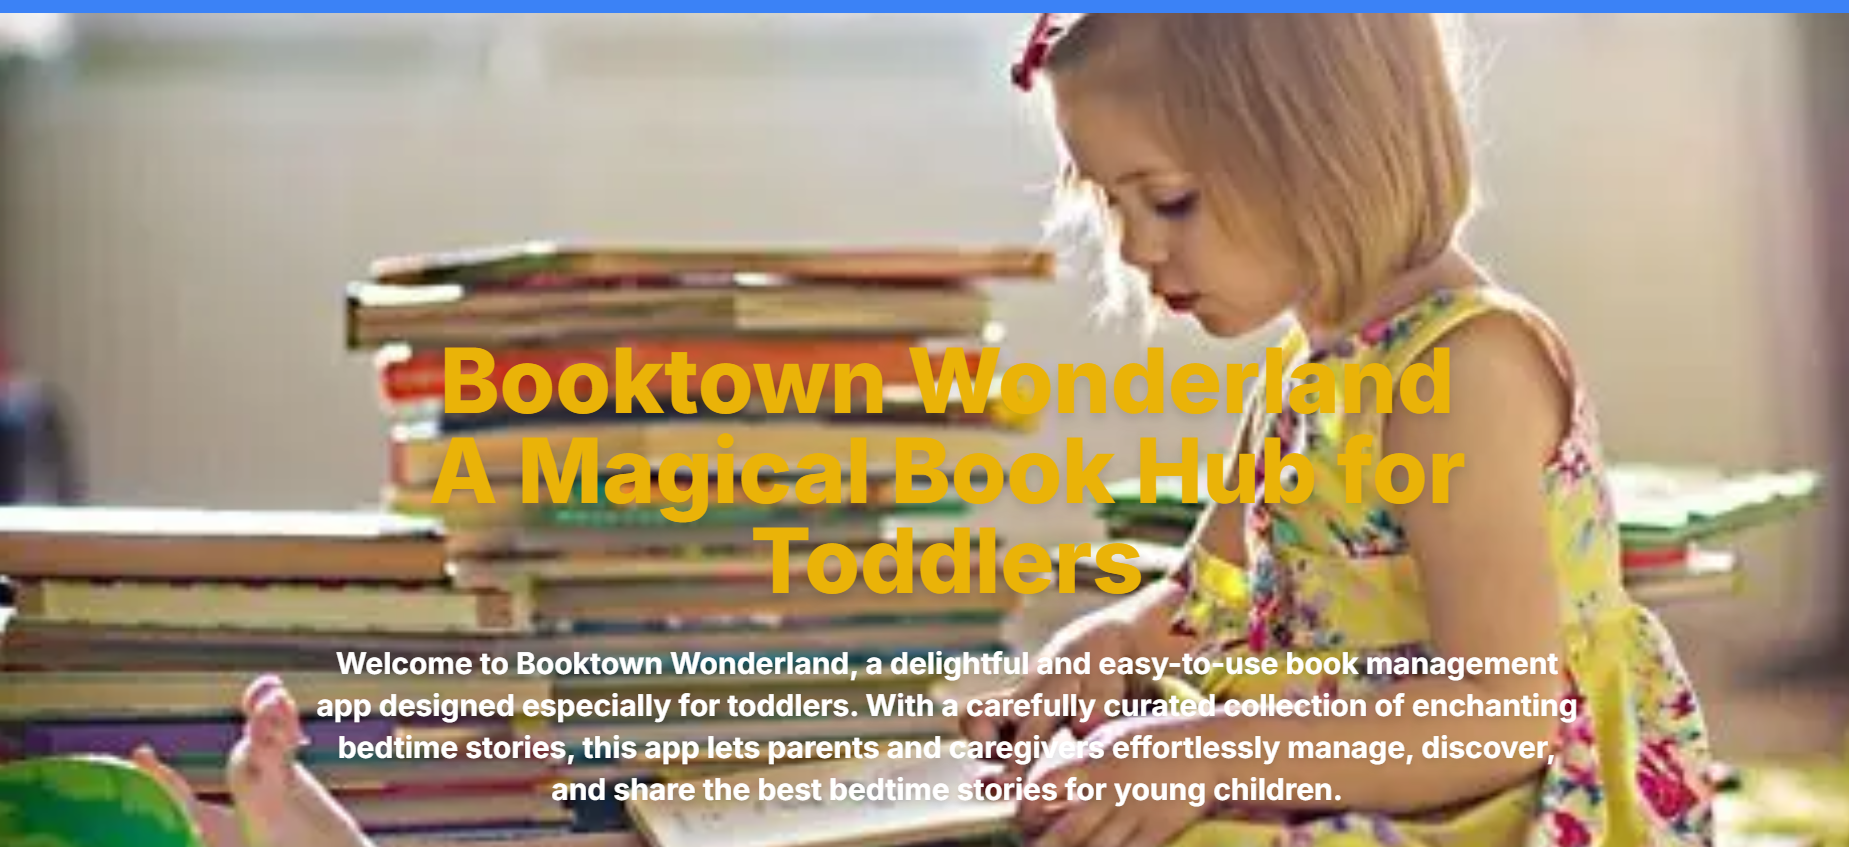 Booktown Wonderland
A Magical Book Hub for
Toddlers
Welcome to Booktown Wonderland, a delightful and easy-to-use book management
app designed especially for toddlers. With a carefully curated collection of enchanting
bedtime stories, this app lets parents and caregivers effortlessly manage, discover,
and share the best bedtime stories for young children.